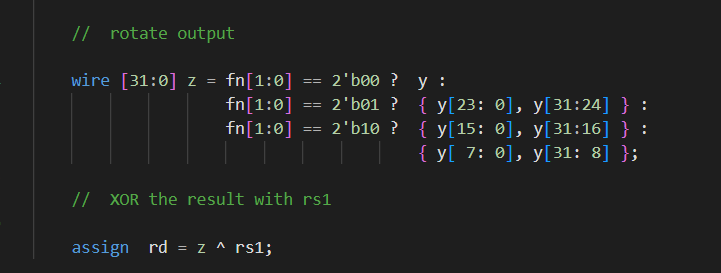 //  rotate output
wire [31:0] z = fn[1:0] == 2'b00 ?  y :
fn[1:0] == 2'b01 ?  { y[23: 0], y[31:24] } :
fn[1:0] == 2'b10 ?  { y[15: 0], y[31:16] } :
{ y[ 7: 0], y[31: 8] };
//  XOR the result with rs1
assign  rd = z ^ rs1;